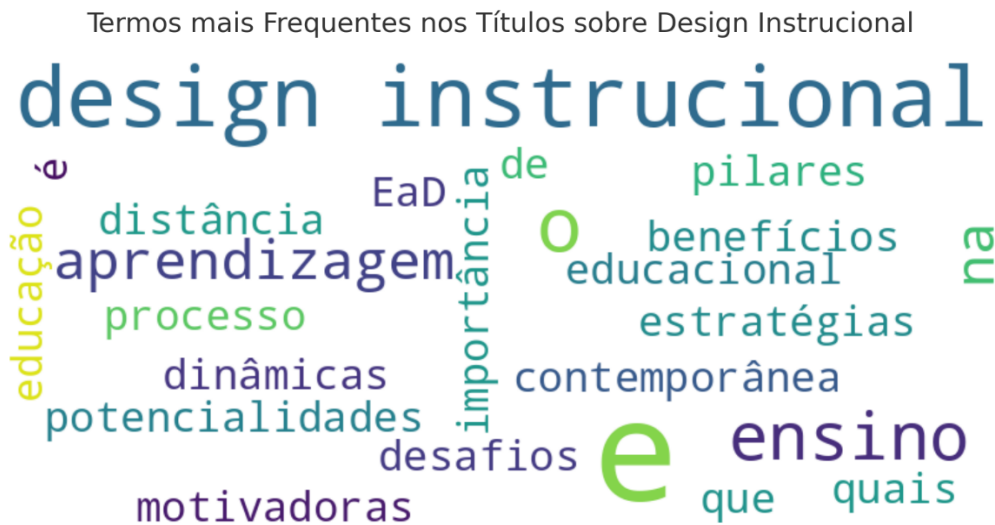 Termos mais Frequentes nos Títulos sobre Design Instrucional
design instrucional
é
de
pilares
EaD
importância
distância
o
benefícios
na
educação
aprendizagem
educacional
processo
estratégias
dinâmicas
contemporânea
potencialidades
desafios
e
ensino
motivadoras
que
quais